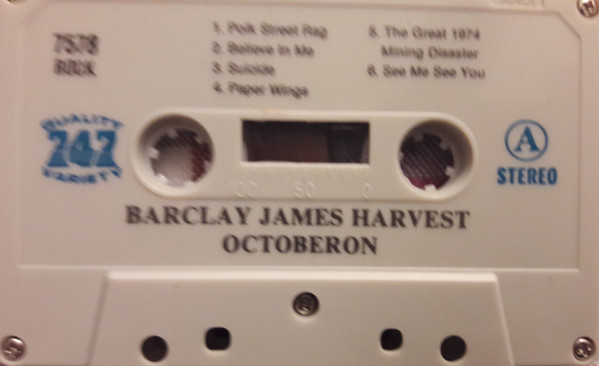 7578
ROCK
1. Polk Street Rag
2. Believe In Me
3. Suicide
4. Paper Wings
5. The Great 1974
Mining Disaster
6. See Me See You
QUALITY
747
VARIETY
A
STEREO
100 50 0
BARCLAY JAMES HARVEST
OCTOBERON